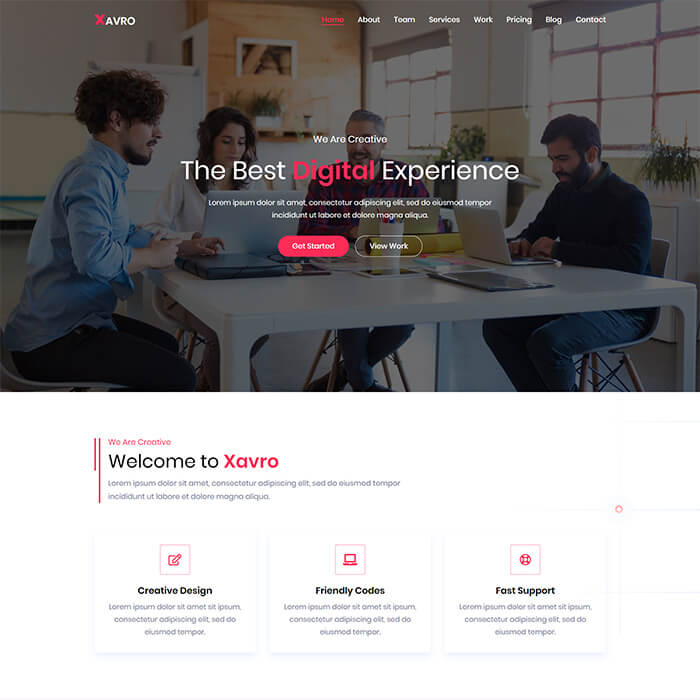 XAVRO
Home About Team Services Work Pricing Blog Contact
We Are Creative
The Best Digital Experience
Lorem ipsum dolor sit amet, consectetur adipiscing elit, sed do eiusmod tempor
incididunt ut labore et dolore magna aliqua.
Get Started View Work
We Are Creative
Welcome to Xavro
Lorem ipsum dolor sit amet, consectetur adipiscing elit, sed do eiusmod tempor
incididunt ut labore et dolore magna aliqua.
Creative Design
Lorem ipsum dolor sit amet sit ipsum,
consectetur adipiscing elit, sed do
eiusmod tempor.
Friendly Codes
Lorem ipsum dolor sit amet sit ipsum,
consectetur adipiscing elit, sed do
eiusmod tempor.
Fast Support
Lorem ipsum dolor sit amet sit ipsum,
consectetur adipiscing elit, sed do
eiusmod tempor.